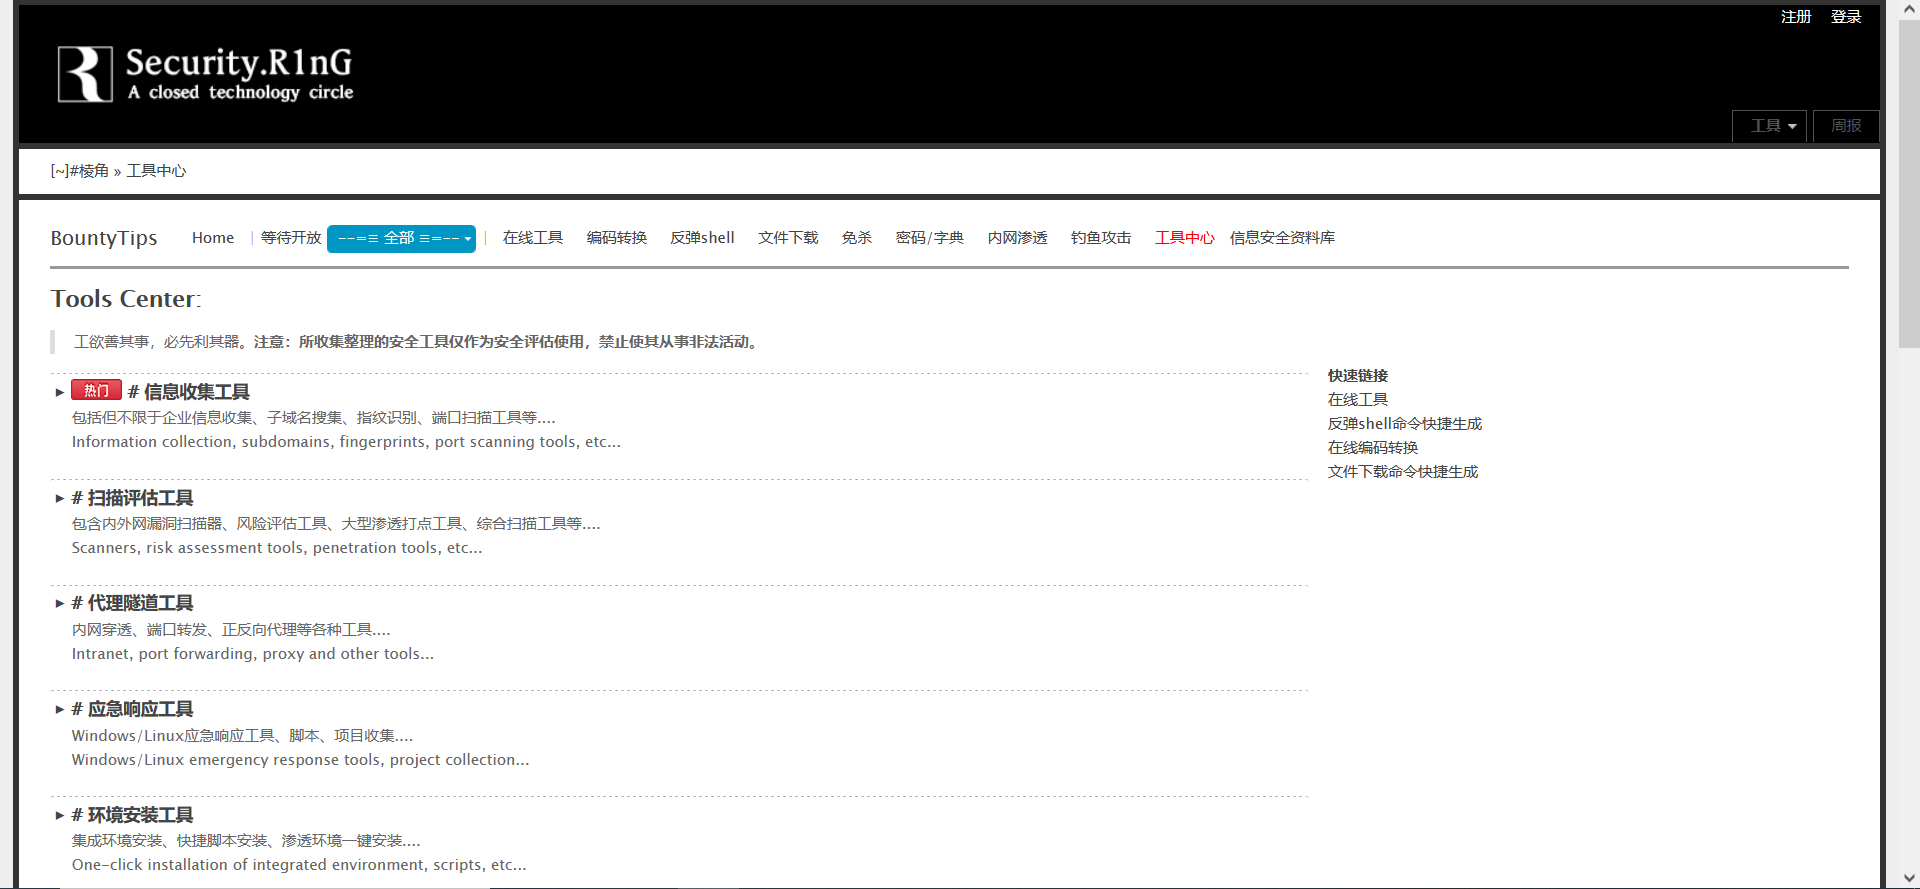 注册 登录
Security.R1nG
A closed technology circle
工具 周报
[~]#棱角 » 工具中心
BountyTips Home | 等待开放 --=≡ 全部 ≡=-- | 在线工具 编码转换 反弹shell 文件下载 免杀 密码/字典 内网渗透 钓鱼攻击 工具中心 信息安全资料库
Tools Center:
工欲善其事，必先利其器。注意：所收集整理的安全工具仅作为安全评估使用，禁止使其从事非法活动。
热门 # 信息收集工具
包括但不限于企业信息收集、子域名搜集、指纹识别、端口扫描工具等....
Information collection, subdomains, fingerprints, port scanning tools, etc...
# 扫描评估工具
包含内外网漏洞扫描器、风险评估工具、大型渗透打点工具、综合扫描工具等....
Scanners, risk assessment tools, penetration tools, etc...
# 代理隧道工具
内网穿透、端口转发、正反向代理等各种工具....
Intranet, port forwarding, proxy and other tools...
# 应急响应工具
Windows/Linux应急响应工具、脚本、项目收集....
Windows/Linux emergency response tools, project collection...
# 环境安装工具
集成环境安装、快捷脚本安装、渗透环境一键安装....
One-click installation of integrated environment, scripts, etc...
快速链接
在线工具
反弹shell命令快捷生成
在线编码转换
文件下载命令快捷生成